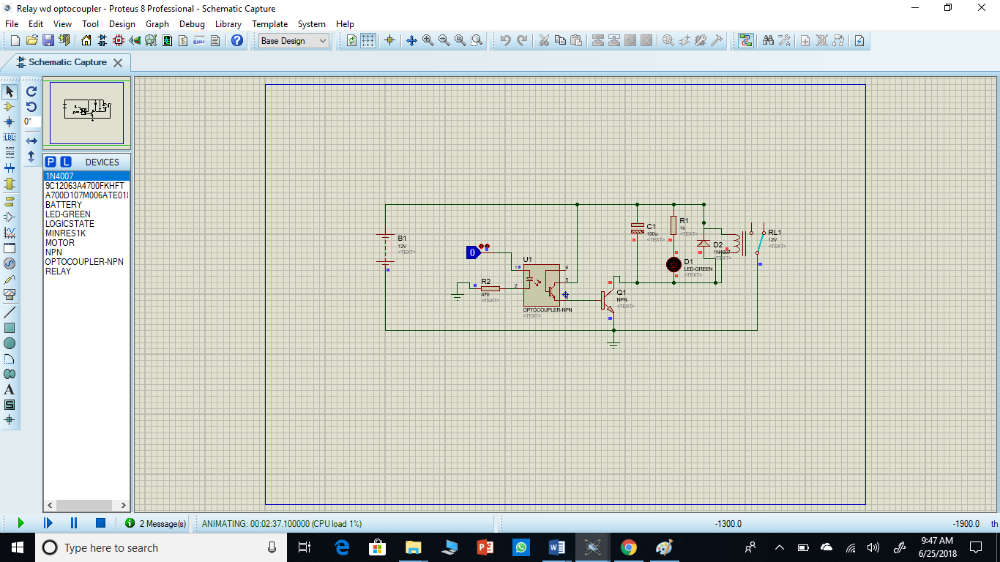 Relay wd optocoupler - Proteus 8 Professional - Schematic Capture
File Edit View Tool Design Graph Debug Library Template System Help
Base Design
Schematic Capture
0°
P L DEVICES
1N4007
9C12063A4700FKHFT
A700D107M006ATE018
BATTERY
LED-GREEN
LOGICSTATE
MINRES1K
MOTOR
NPN
OPTOCOUPLER-NPN
RELAY
LBL
A
S
B1
12V
<TEXT>
0
R2
470
<TEXT>
U1
1
2
6
5
4
OPTOCOUPLER-NPN
<TEXT>
Q1
NPN
<TEXT>
C1
100u
<TEXT>
R1
1k
<TEXT>
D1
LED-GREEN
<TEXT>
D2
1N4007
<TEXT>
RL1
12V
<TEXT>
2 Message(s)
ANIMATING: 00:02:37.100000 (CPU load 1%)
-1300.0
-1900.0
th
Type here to search
9:47 AM
6/25/2018